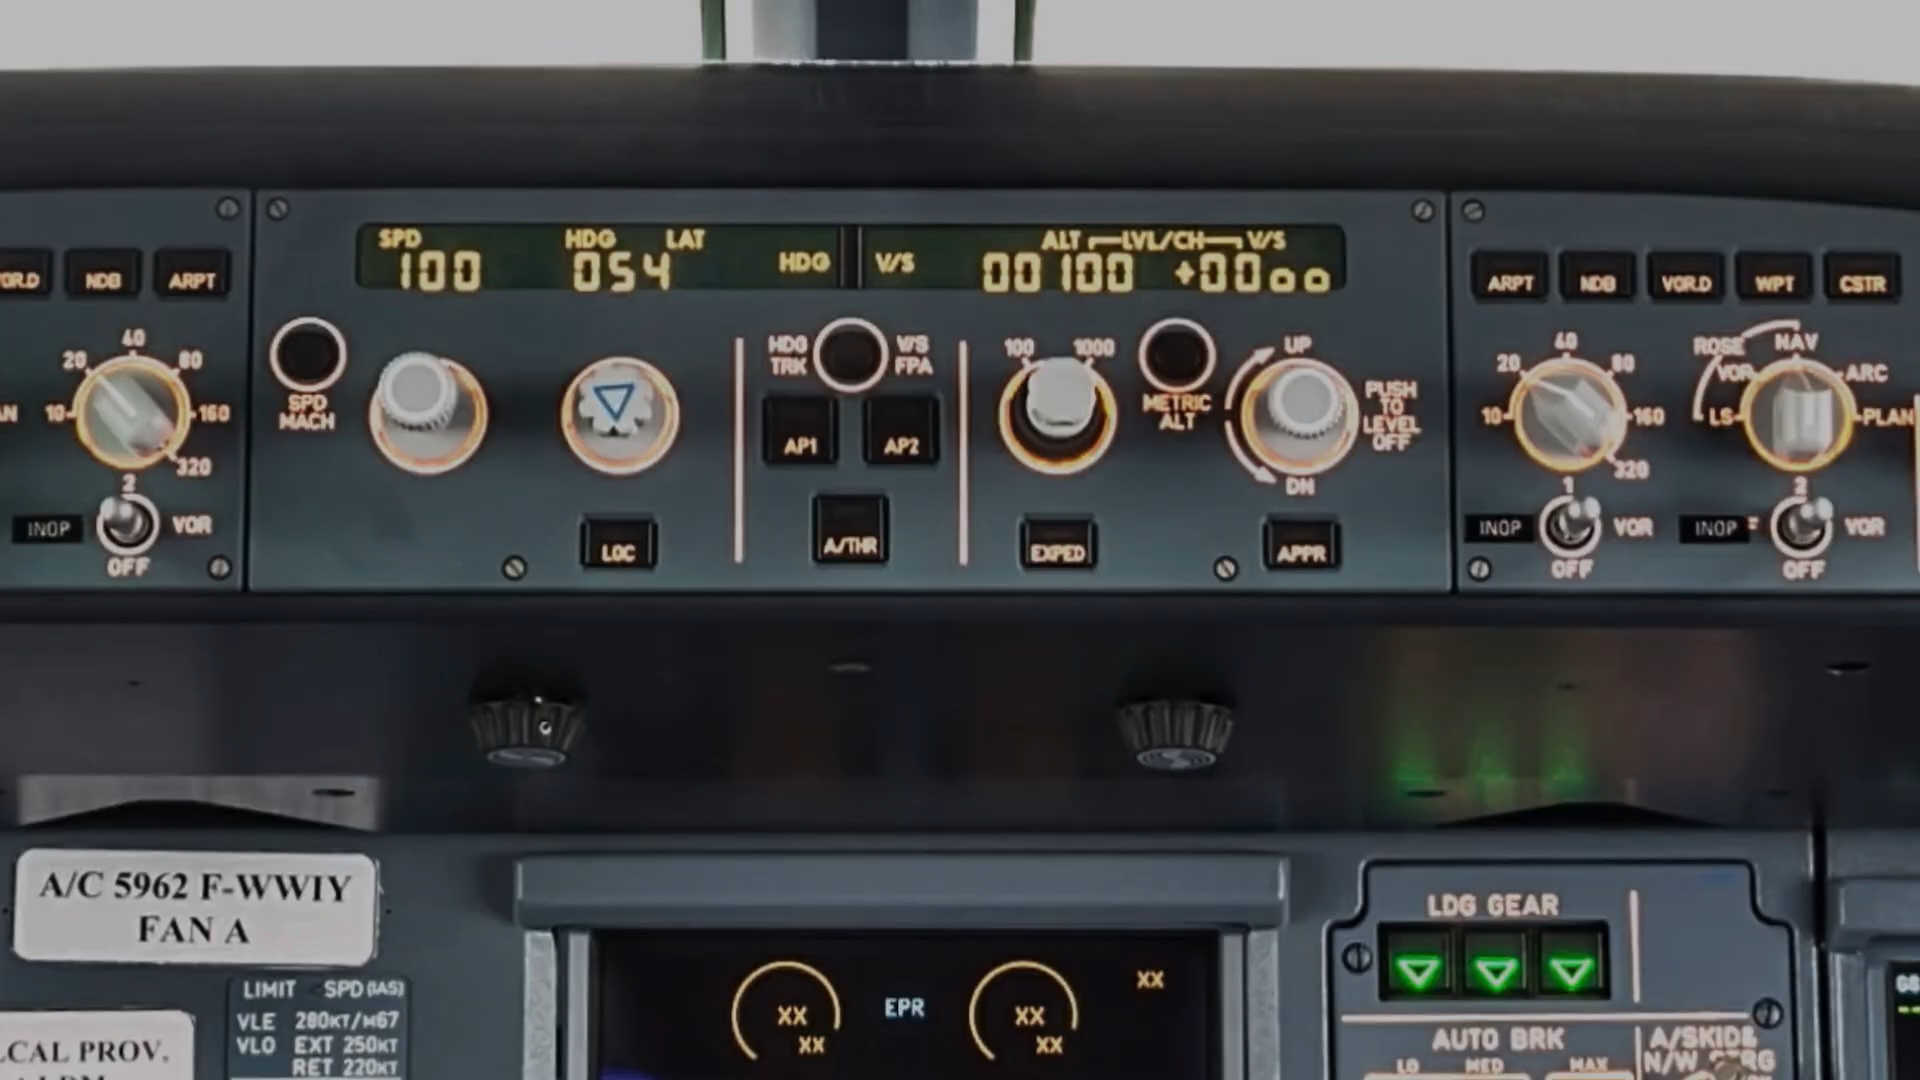 SPD HDG LAT
100 054 HDG
ALT LVL/CH V/S
V/S 00100 +0000
NDB ARPT
40
20 80
10 160
320
2
INOP VOR
OFF
SPD
MACH
LOC
HDG V/S
TRK FPA
AP1 AP2
A/THR
100 1000
METRIC
ALT
UP
PUSH
TO
LEVEL
OFF
DN
EXPED
APPR
ARPT NDB VOR.D WPT CSTR
40
20 80
10 160
320
ROSE NAV
VOR ARC
LS PLAN
1
INOP VOR
OFF
2
INOP VOR
OFF
A/C 5962 F-WWIY
FAN A
LIMIT SPD (IAS)
VLE 280KT/M67
VLO EXT 250KT
RET 220KT
CAL PROV.
XX EPR XX XX
XX XX
LDG GEAR
AUTO BRK
LO MED MAX
A/SKID&
N/W STRG